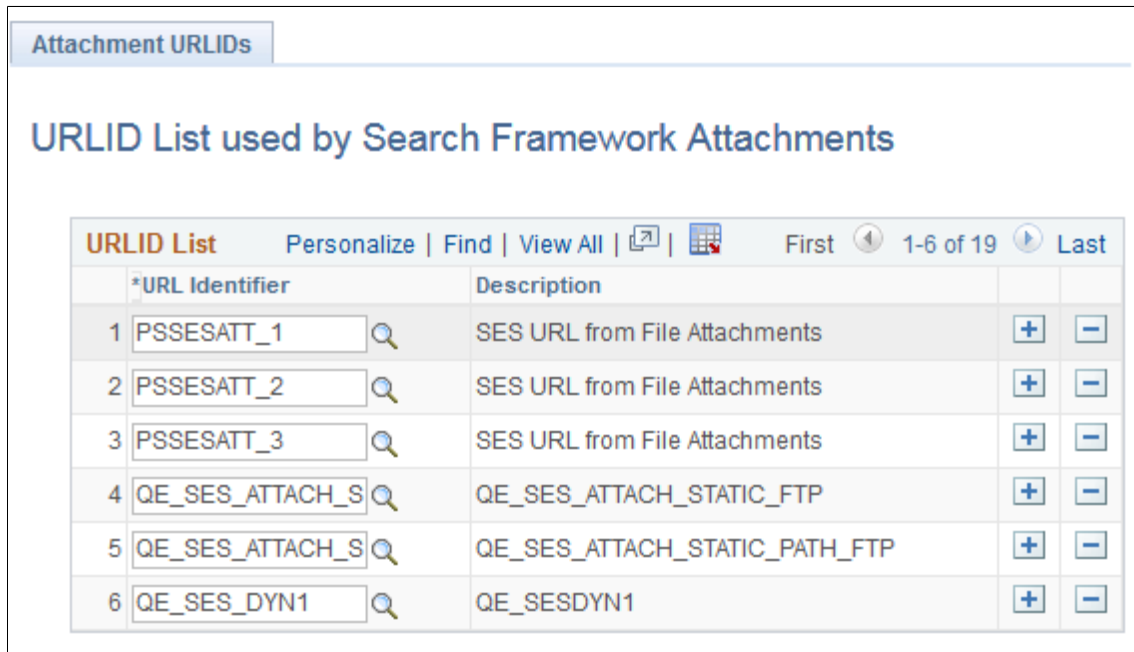 Attachment URLIDs
URLID List used by Search Framework Attachments
URLID List Personalize | Find | View All | | First 1-6 of 19 Last
*URL Identifier Description
1 PSSESATT_1 SES URL from File Attachments
2 PSSESATT_2 SES URL from File Attachments
3 PSSESATT_3 SES URL from File Attachments
4 QE_SES_ATTACH_S QE_SES_ATTACH_STATIC_FTP
5 QE_SES_ATTACH_S QE_SES_ATTACH_STATIC_PATH_FTP
6 QE_SES_DYN1 QE_SESDYN1